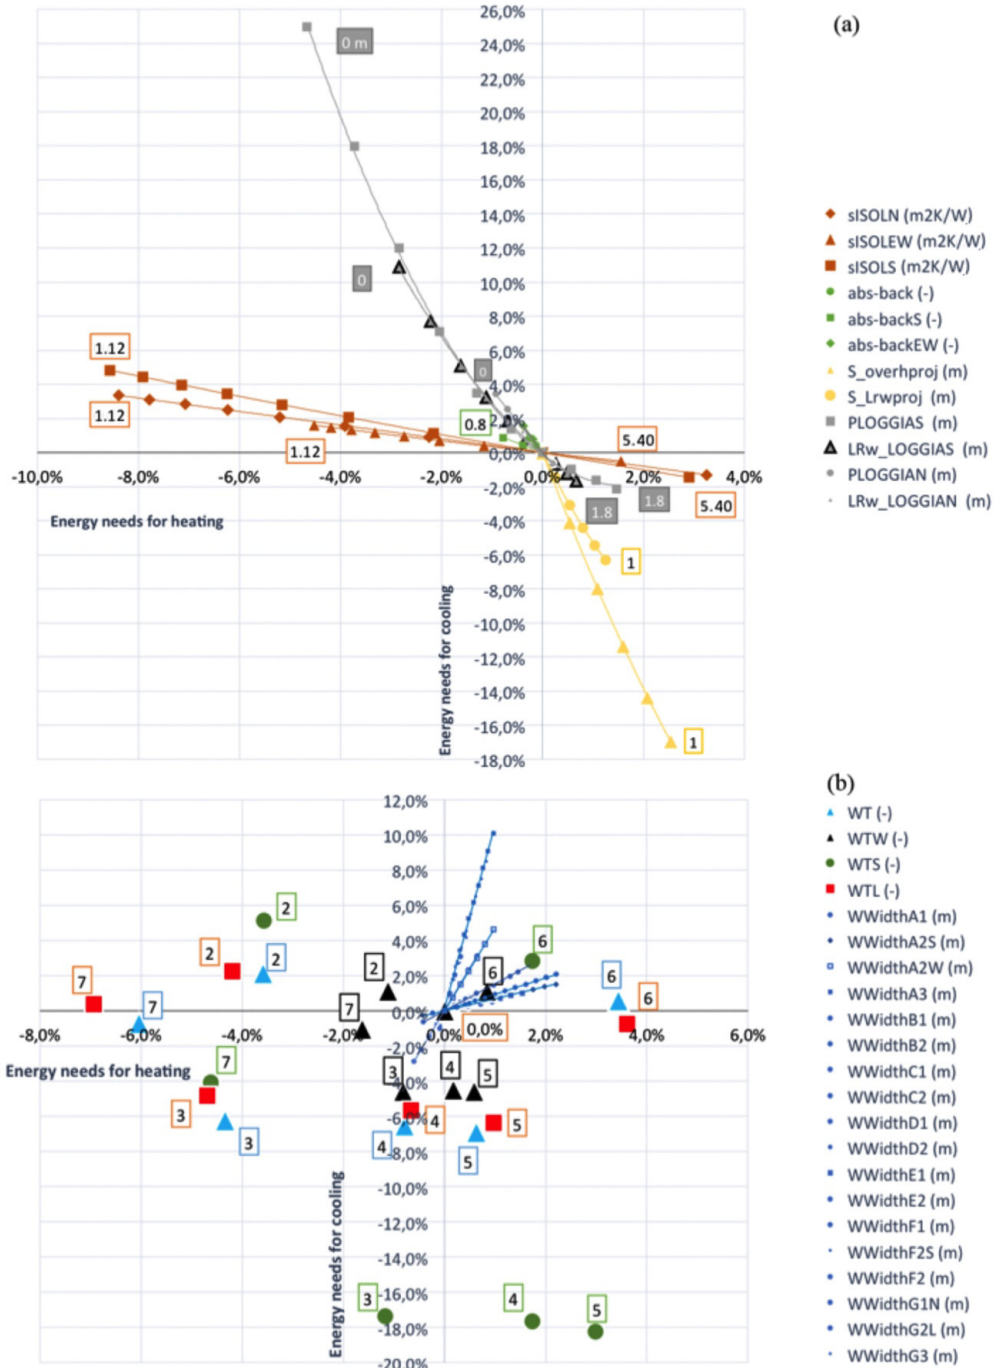 (a)
26,0%
24,0%
22,0%
20,0%
18,0%
16,0%
14,0%
12,0%
10,0%
8,0%
6,0%
4,0%
2,0%
0,0%
-2,0%
-4,0%
-6,0%
-8,0%
-10,0%
-12,0%
-14,0%
-16,0%
-18,0%
-10,0% -8,0% -6,0% -4,0% -2,0% 0,0% 2,0% 4,0%
0 m
0
0
1.12
1.12
1.12
0.8
5.40
5.40
1.8
1.8
1
1
Energy needs for heating
Energy needs for cooling
sISOLN (m2K/W)
sISOLEW (m2K/W)
sISOLS (m2K/W)
abs-back (-)
abs-backS (-)
abs-backEW (-)
S_overhproj (m)
S_Lrwproj (m)
PLOGGIAS (m)
LRw_LOGGIAS (m)
PLOGGIAN (m)
LRw_LOGGIAN (m)
(b)
12,0%
10,0%
8,0%
6,0%
4,0%
2,0%
0,0%
-2,0%
-4,0%
-6,0%
-8,0%
-10,0%
-12,0%
-14,0%
-16,0%
-18,0%
-20,0%
-8,0% -6,0% -4,0% -2,0% 0,0% 2,0% 4,0% 6,0%
2
2
2
2
6
6
6
6
7
7
7
7
3
3
3
3
4
4
4
4
5
5
5
5
Energy needs for heating
Energy needs for cooling
WT (-)
WTW (-)
WTS (-)
WTL (-)
WWidthA1 (m)
WWidthA2S (m)
WWidthA2W (m)
WWidthA3 (m)
WWidthB1 (m)
WWidthB2 (m)
WWidthC1 (m)
WWidthC2 (m)
WWidthD1 (m)
WWidthD2 (m)
WWidthE1 (m)
WWidthE2 (m)
WWidthF1 (m)
WWidthF2S (m)
WWidthF2 (m)
WWidthG1N (m)
WWidthG2L (m)
WWidthG3 (m)